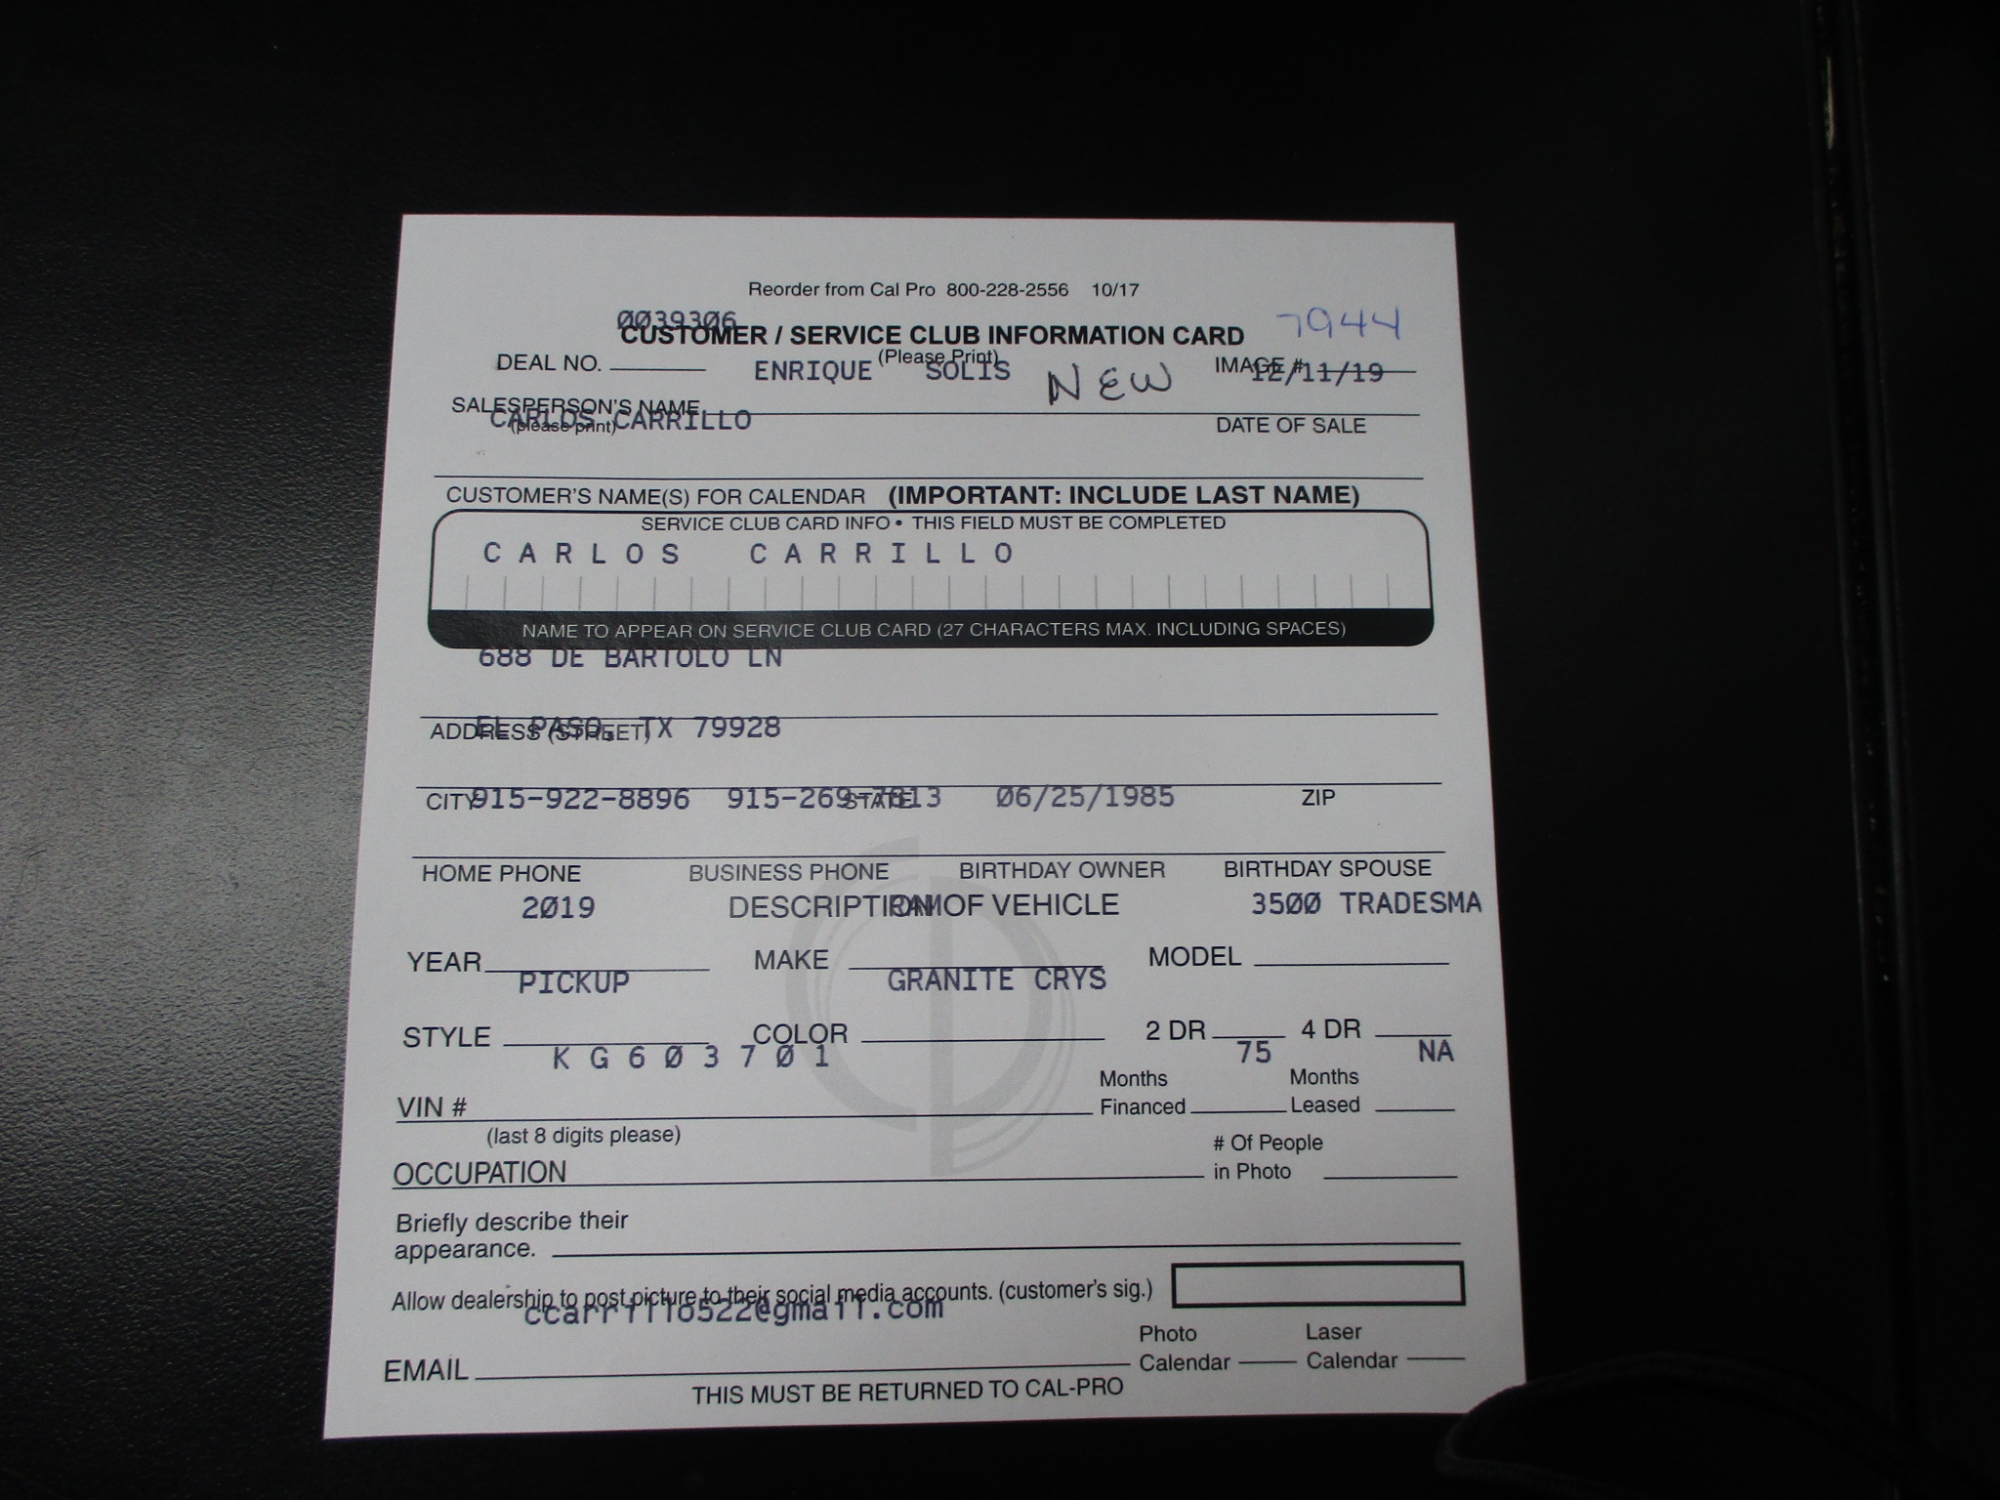 Reorder from Cal Pro 800-228-2556 10/17
0039306
CUSTOMER / SERVICE CLUB INFORMATION CARD 7944
(Please Print)
DEAL NO. ENRIQUE SOLIS NEW IMAGE # 12/11/19
SALESPERSON'S NAME
(please print) CARLOS CARRILLO DATE OF SALE
CUSTOMER'S NAME(S) FOR CALENDAR (IMPORTANT: INCLUDE LAST NAME)
SERVICE CLUB CARD INFO • THIS FIELD MUST BE COMPLETED
CARLOS CARRILLO
NAME TO APPEAR ON SERVICE CLUB CARD (27 CHARACTERS MAX. INCLUDING SPACES)
688 DE BARTOLO LN
ADDRESS (STREET) EL PASO, TX 79928
CITY 915-922-8896 915-269- STATE 13 06/25/1985 ZIP
HOME PHONE BUSINESS PHONE BIRTHDAY OWNER BIRTHDAY SPOUSE
2019 DESCRIPTION OF VEHICLE RAM 3500 TRADESMA
YEAR MAKE MODEL
PICKUP GRANITE CRYS
STYLE COLOR 2 DR 4 DR
KG603701 75 NA
VIN # Months Financed Months Leased
(last 8 digits please)
OCCUPATION # Of People in Photo
Briefly describe their
appearance.
Allow dealership to post picture to their social media accounts. (customer's sig.)
ccarrillo522@gmail.com
EMAIL Photo Calendar Laser Calendar
THIS MUST BE RETURNED TO CAL-PRO